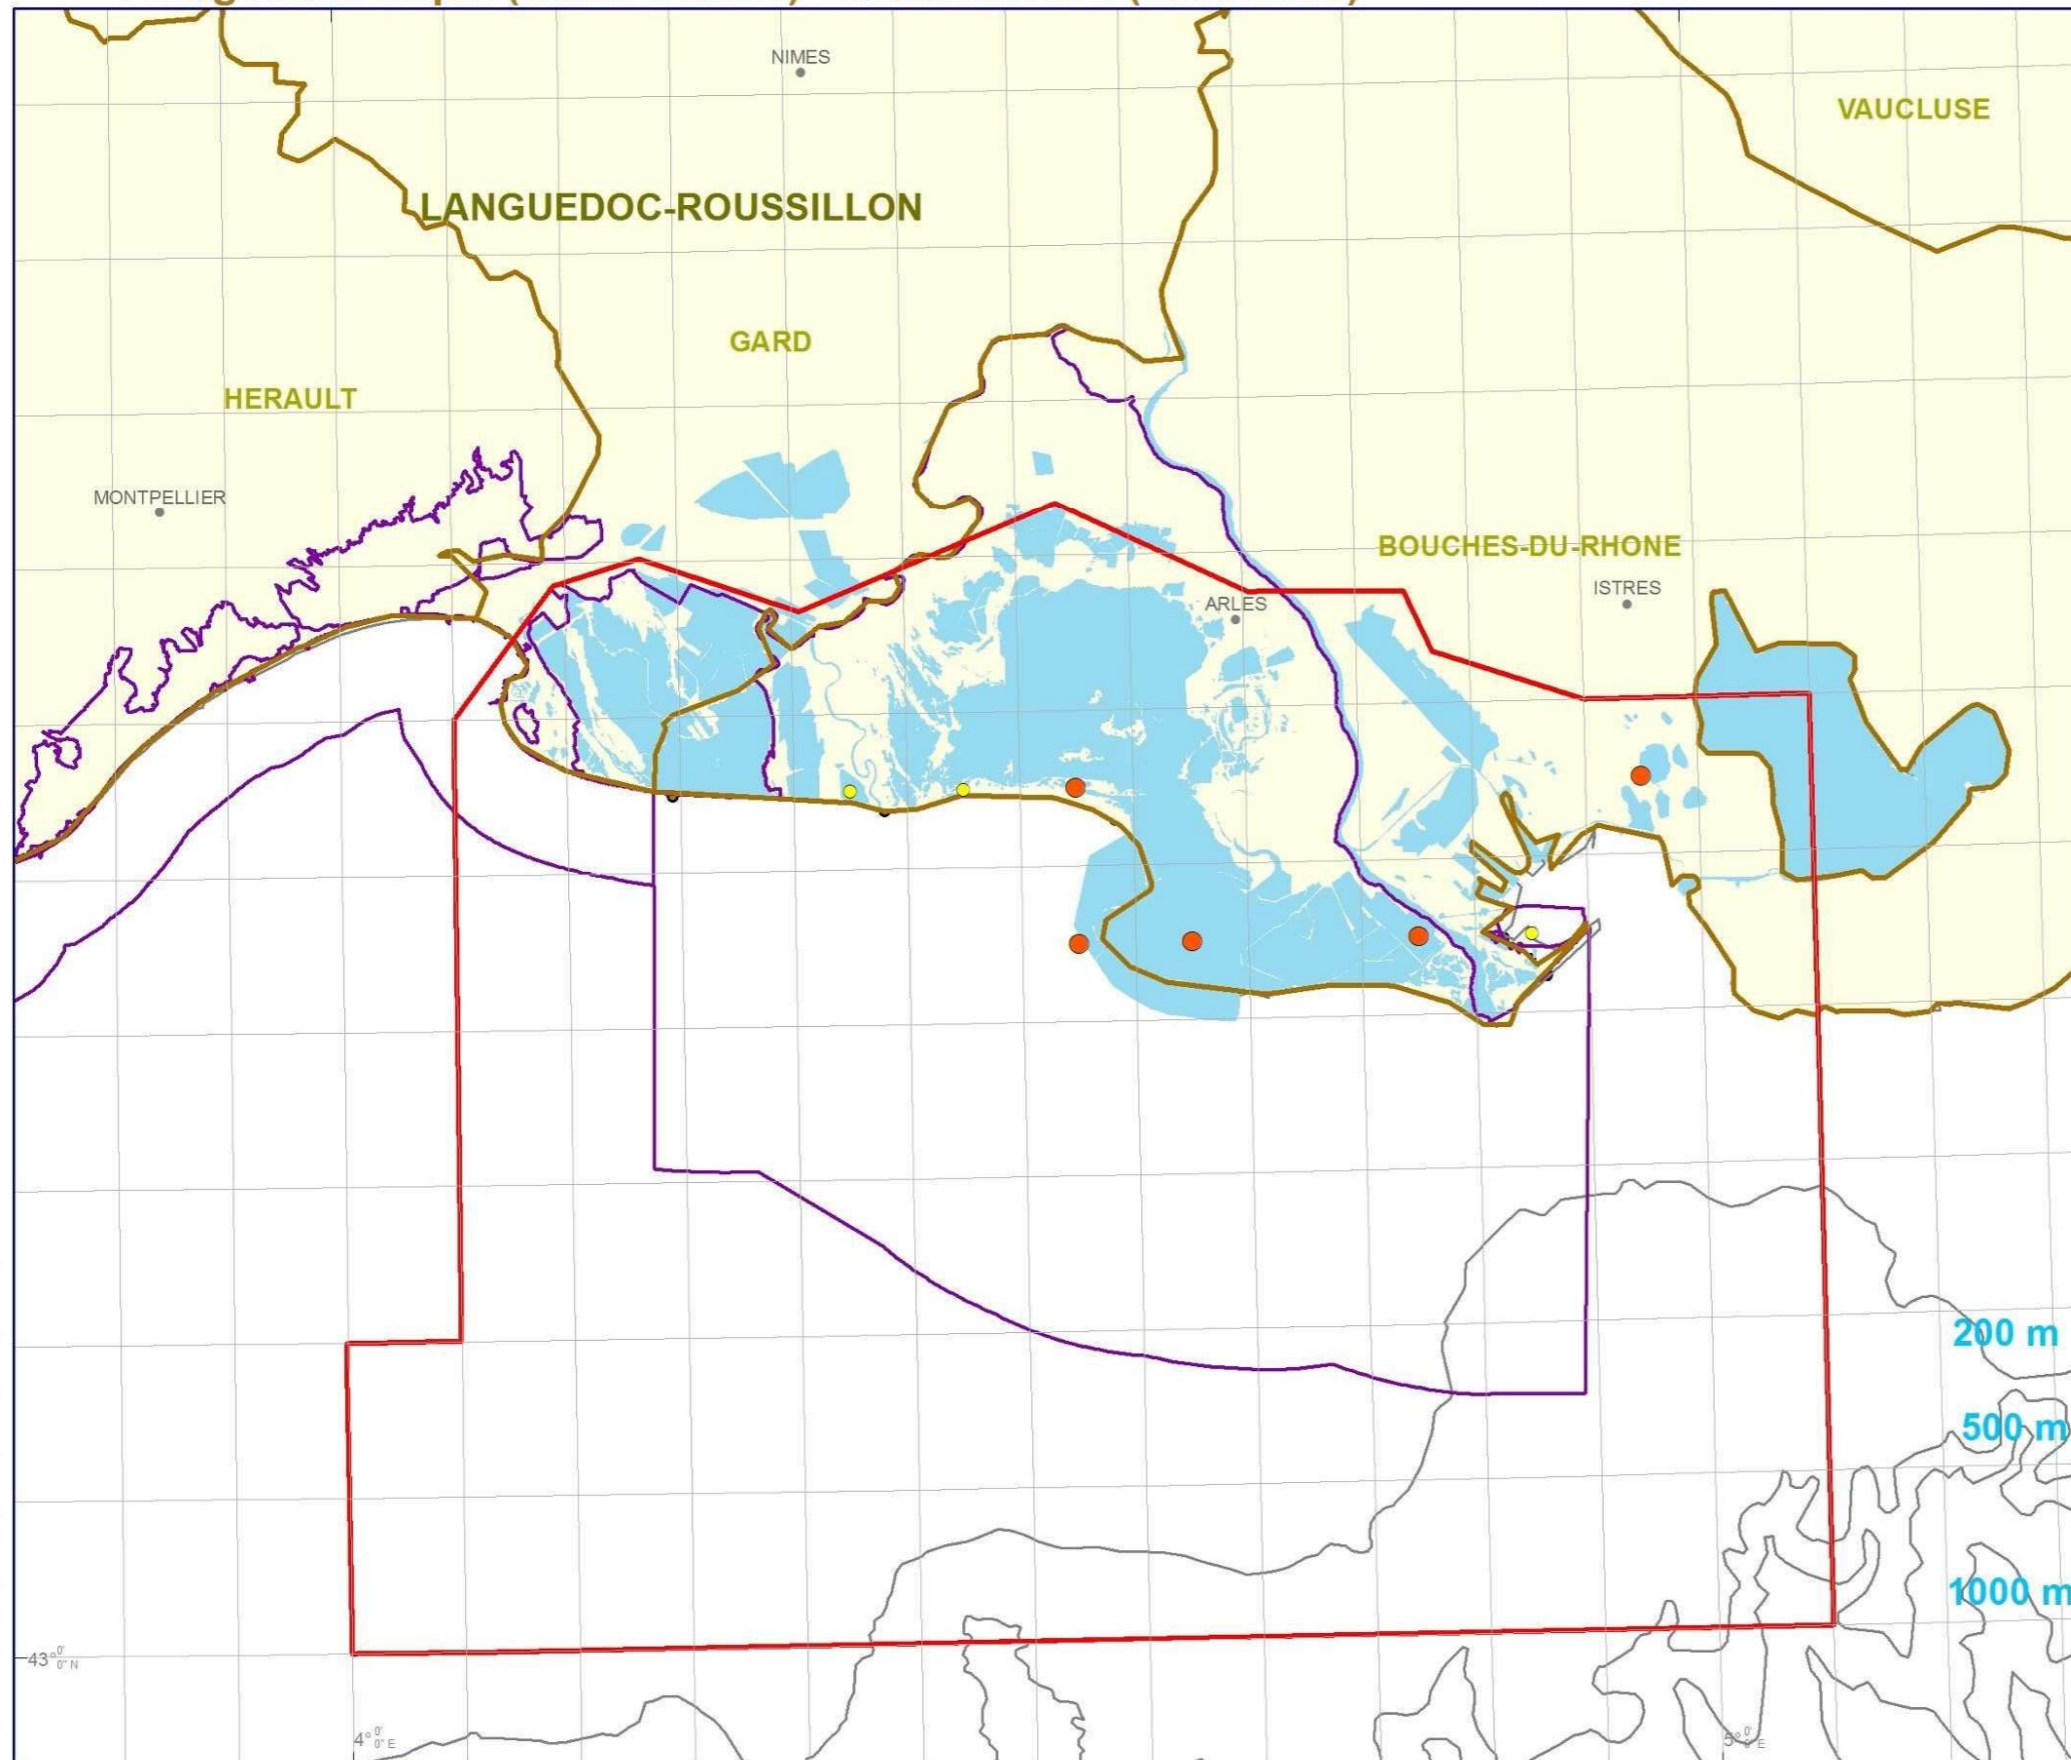 NIMES
VAUCLUSE
LANGUEDOC-ROUSSILLON
GARD
HERAULT
MONTPELLIER
BOUCHES-DU-RHONE
ISTRES
ARLES
200 m
500 m
1000 m
43°0'0" N
4°0'0" E
5°0'0" E